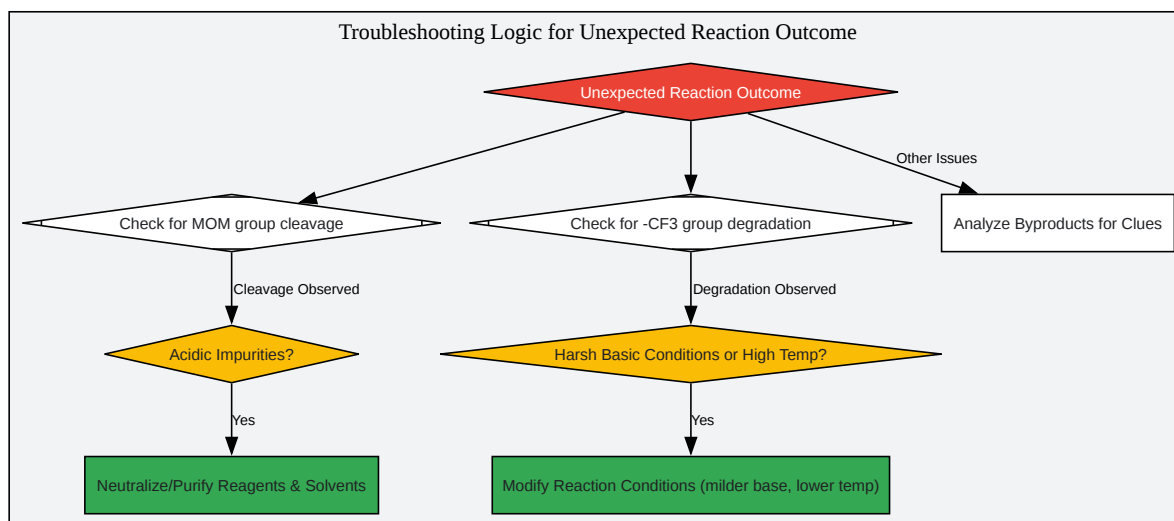 Troubleshooting Logic for Unexpected Reaction Outcome
Unexpected Reaction Outcome
Other Issues
Check for MOM group cleavage
Check for -CF3 group degradation
Analyze Byproducts for Clues
Cleavage Observed
Degradation Observed
Acidic Impurities?
Harsh Basic Conditions or High Temp?
Yes
Yes
Neutralize/Purify Reagents & Solvents
Modify Reaction Conditions (milder base, lower temp)